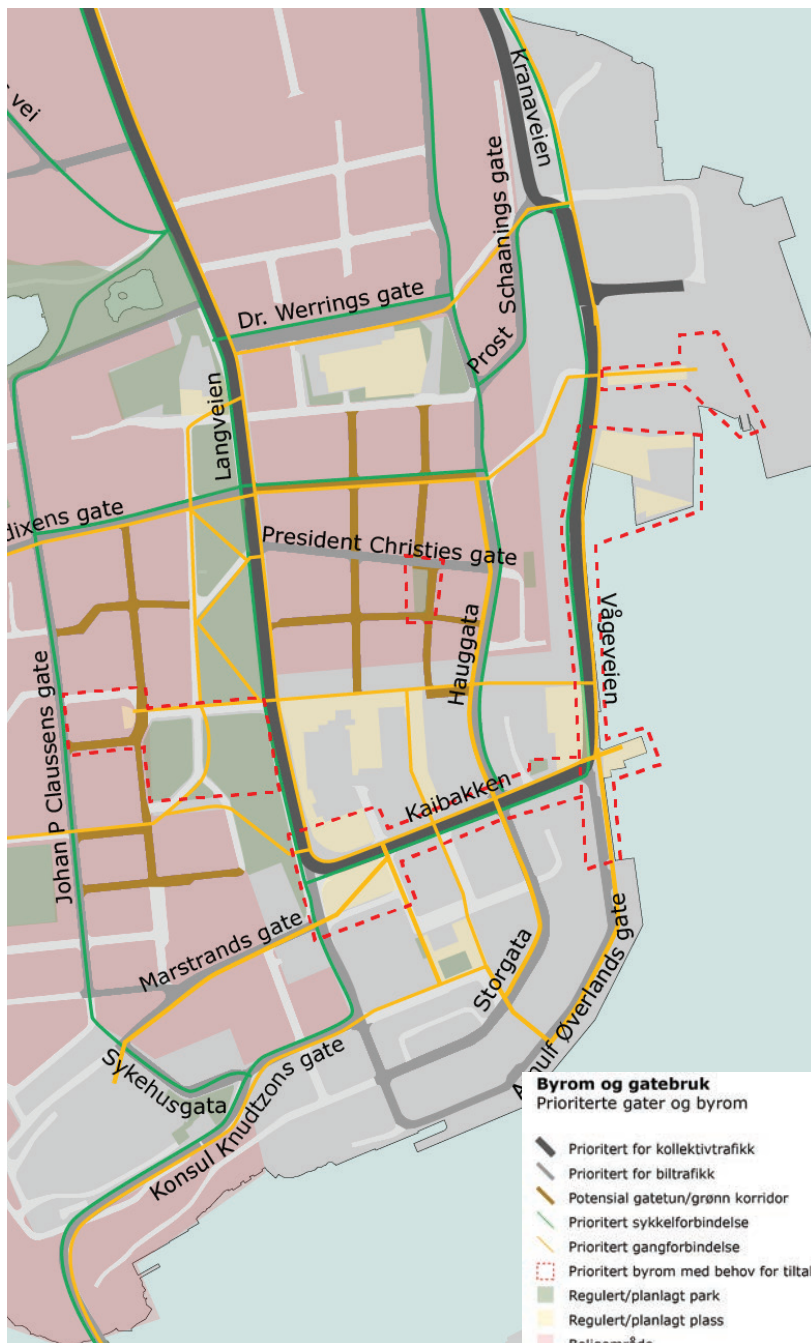 vei
Kranaveien
Prost Schaanings gate
Dr. Werrings gate
Langveien
dixens gate
President Christies gate
Hauggata
Vågeveien
Johan P Claussens gate
Kaibakken
Marstrands gate
Storgata
Sykehusgata
Konsul Knudtzons gate
ulf Øverlands gate
Byrom og gatebruk
Prioriterte gater og byrom
Prioritert for kollektivtrafikk
Prioritert for biltrafikk
Potensial gatetun/grønn korridor
Prioritert sykkelforbindelse
Prioritert gangforbindelse
Prioritert byrom med behov for tiltak
Regulert/planlagt park
Regulert/planlagt plass